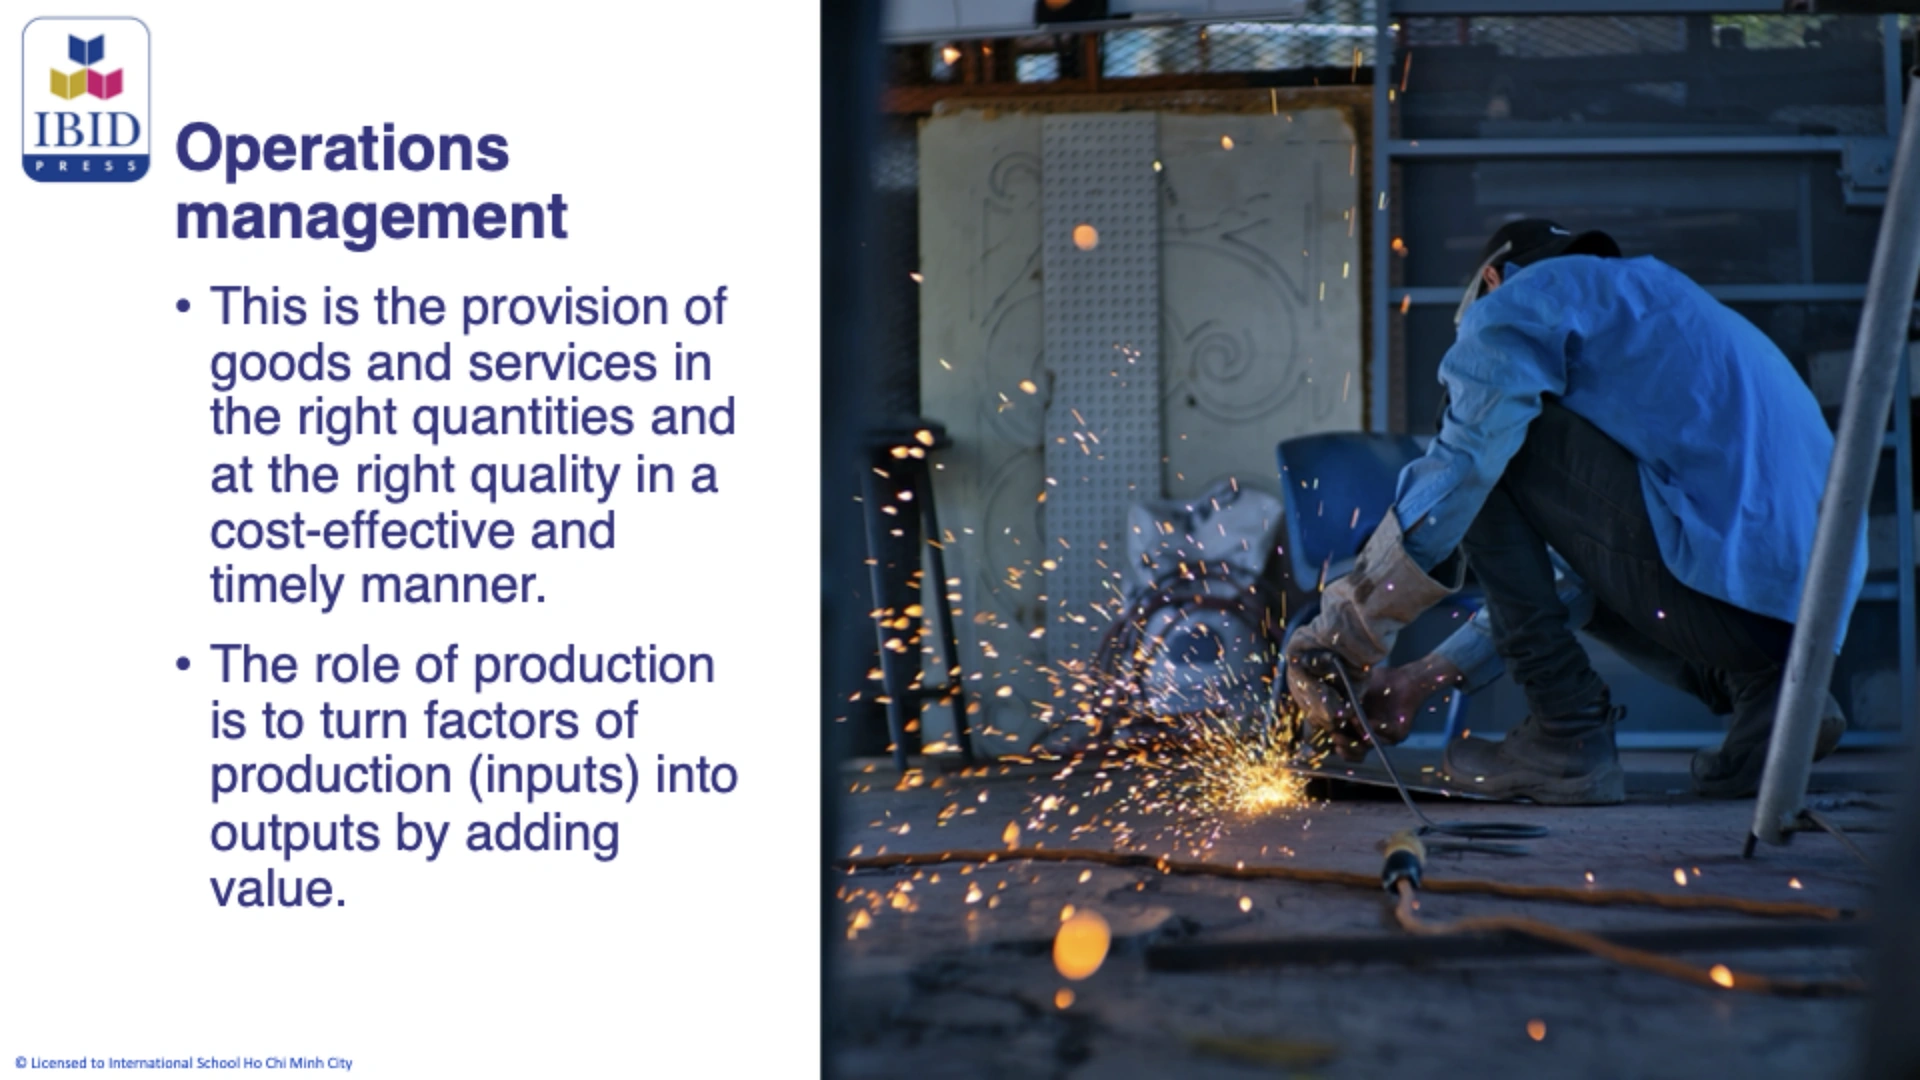 IBID
PRESS
Operations
management
• This is the provision of
goods and services in
the right quantities and
at the right quality in a
cost-effective and
timely manner.
• The role of production
is to turn factors of
production (inputs) into
outputs by adding
value.
© Licensed to International School Ho Chi Minh City